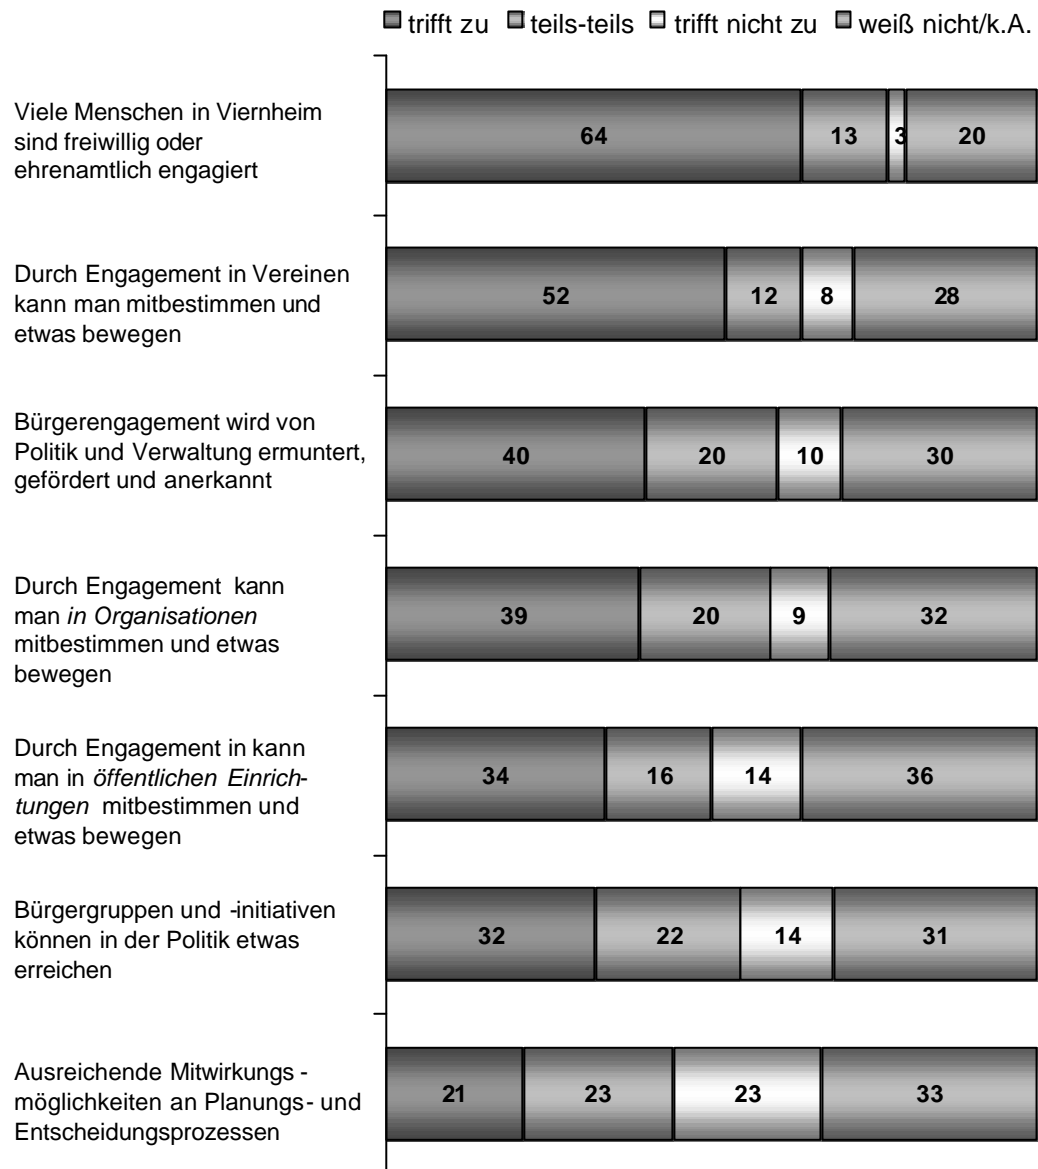 trifft zu teils-teils trifft nicht zu weiß nicht/k.A.
Viele Menschen in Viernheim
sind freiwillig oder
ehrenamtlich engagiert
64 13 3 20
Durch Engagement in Vereinen
kann man mitbestimmen und
etwas bewegen
52 12 8 28
Bürgerengagement wird von
Politik und Verwaltung ermuntert,
gefördert und anerkannt
40 20 10 30
Durch Engagement kann
man in Organisationen
mitbestimmen und etwas
bewegen
39 20 9 32
Durch Engagement in kann
man in öffentlichen Einrich-
tungen mitbestimmen und
etwas bewegen
34 16 14 36
Bürgergruppen und -initiativen
können in der Politik etwas
erreichen
32 22 14 31
Ausreichende Mitwirkungs -
möglichkeiten an Planungs- und
Entscheidungsprozessen
21 23 23 33